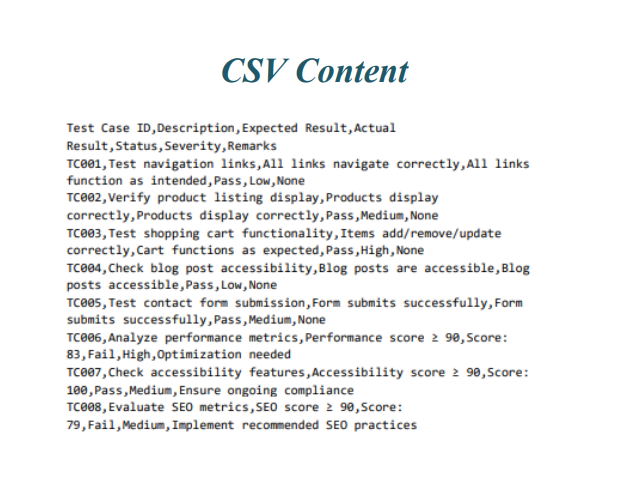 CSV Content
Test Case ID,Description,Expected Result,Actual
Result,Status,Severity,Remarks
TC001,Test navigation links,All links navigate correctly,All links
function as intended,Pass,Low,None
TC002,Verify product listing display,Products display
correctly,Products display correctly,Pass,Medium,None
TC003,Test shopping cart functionality,Items add/remove/update
correctly,Cart functions as expected,Pass,High,None
TC004,Check blog post accessibility,Blog posts are accessible,Blog
posts accessible,Pass,Low,None
TC005,Test contact form submission,Form submits successfully,Form
submits successfully,Pass,Medium,None
TC006,Analyze performance metrics,Performance score ≥ 90,Score:
83,Fail,High,Optimization needed
TC007,Check accessibility features,Accessibility score ≥ 90,Score:
100,Pass,Medium,Ensure ongoing compliance
TC008,Evaluate SEO metrics,SEO score ≥ 90,Score:
79,Fail,Medium,Implement recommended SEO practices